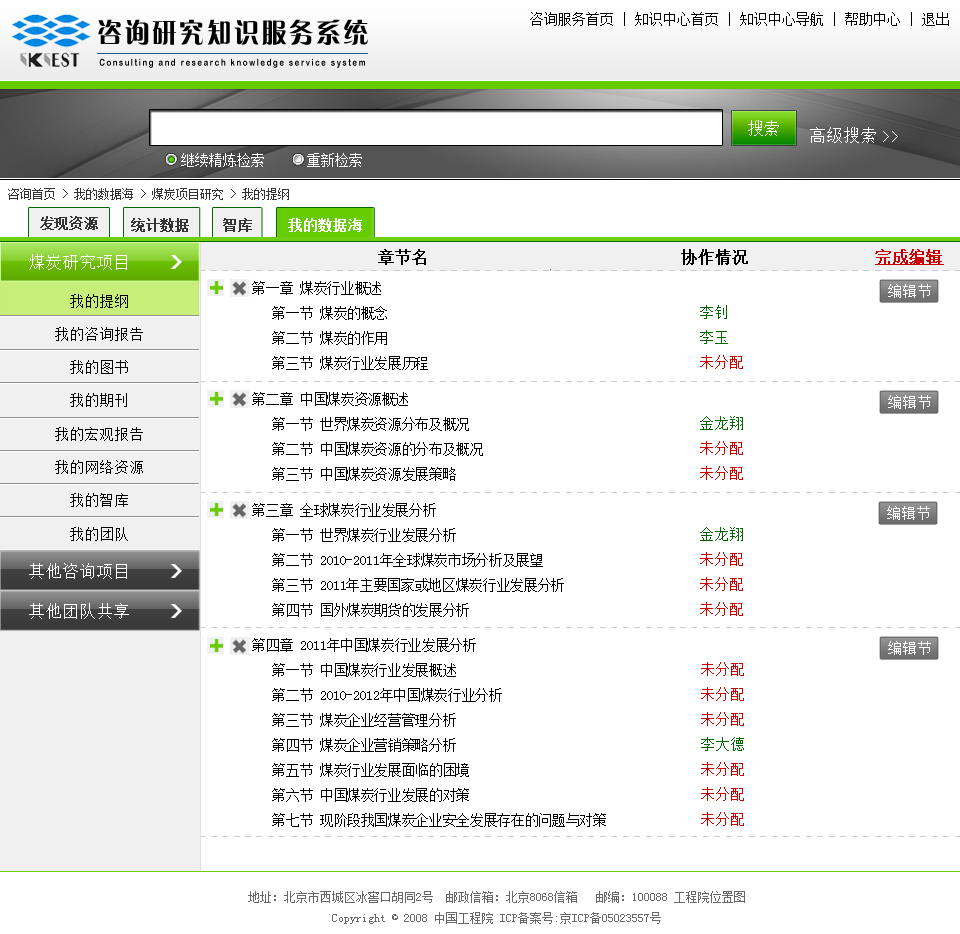 咨询研究知识服务系统
IKKEST
Consulting and research knowledge service system
咨询服务首页 | 知识中心首页 | 知识中心导航 | 帮助中心 | 退出
搜索 高级搜索 >>
继续精炼检索 重新检索
咨询首页 > 我的数据海 > 煤炭项目研究 > 我的提纲
发现资源 统计数据 智库 我的数据海
煤炭研究项目
我的提纲
我的咨询报告
我的图书
我的期刊
我的宏观报告
我的网络资源
我的智库
我的团队
其他咨询项目
其他团队共享
章节名 协作情况 完成编辑
第一章 煤炭行业概述 编辑节
第一节 煤炭的概念 李钊
第二节 煤炭的作用 李玉
第三节 煤炭行业发展历程 未分配
第二章 中国煤炭资源概述 编辑节
第一节 世界煤炭资源分布及概况 金龙翔
第二节 中国煤炭资源的分布及概况 未分配
第三节 中国煤炭资源发展策略 未分配
第三章 全球煤炭行业发展分析 编辑节
第一节 世界煤炭行业发展分析 金龙翔
第二节 2010-2011年全球煤炭市场分析及展望 未分配
第三节 2011年主要国家或地区煤炭行业发展分析 未分配
第四节 国外煤炭期货的发展分析 未分配
第四章 2011年中国煤炭行业发展分析 编辑节
第一节 中国煤炭行业发展概述 未分配
第二节 2010-2012年中国煤炭行业分析 未分配
第三节 煤炭企业经营管理分析 未分配
第四节 煤炭企业营销策略分析 李大德
第五节 煤炭行业发展面临的困境 未分配
第六节 中国煤炭行业发展的对策 未分配
第七节 现阶段我国煤炭企业安全发展存在的问题与对策 未分配
地址：北京市西城区冰窖口胡同2号 邮政信箱：北京8068信箱 邮编：100088 工程院位置图
Copyright © 2008 中国工程院 ICP备案号:京ICP备05023557号